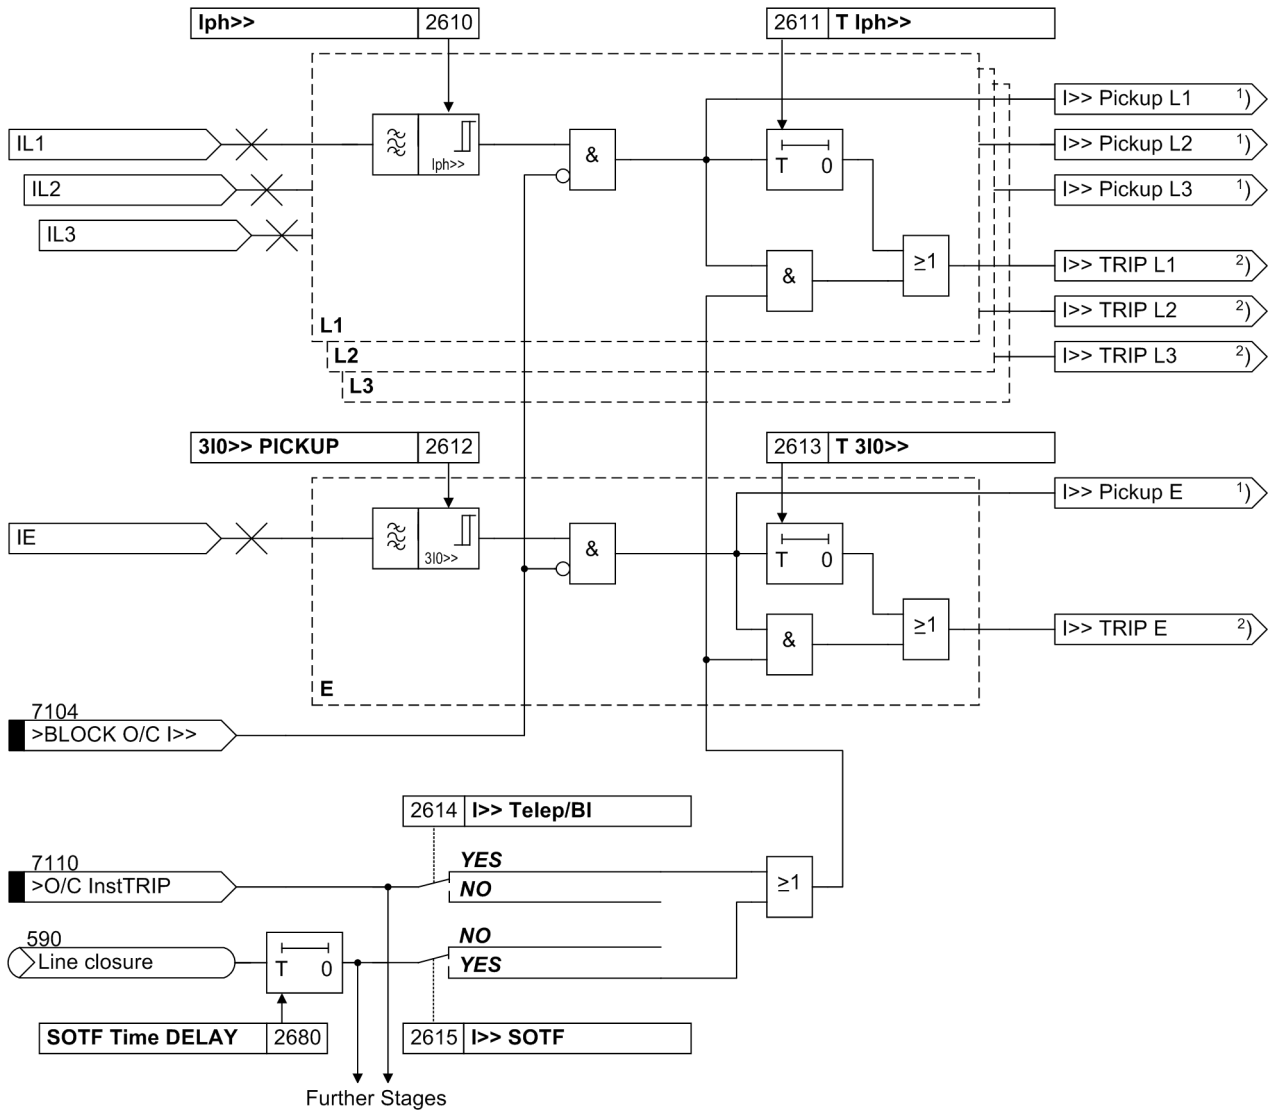 Iph>> 2610
2611 T Iph>>
I>> Pickup L1 1)
IL1
Iph>>
&
T 0
I>> Pickup L2 1)
IL2
I>> Pickup L3 1)
IL3
&
≥1
I>> TRIP L1 2)
I>> TRIP L2 2)
L1
L2
I>> TRIP L3 2)
L3
3I0>> PICKUP 2612
2613 T 3I0>>
I>> Pickup E 1)
IE
3I0>>
&
T 0
&
≥1
I>> TRIP E 2)
E
7104
>BLOCK O/C I>>
2614 I>> Telep/BI
7110
>O/C InstTRIP
YES
NO
≥1
590
Line closure
T 0
NO
YES
SOTF Time DELAY 2680
2615 I>> SOTF
Further Stages